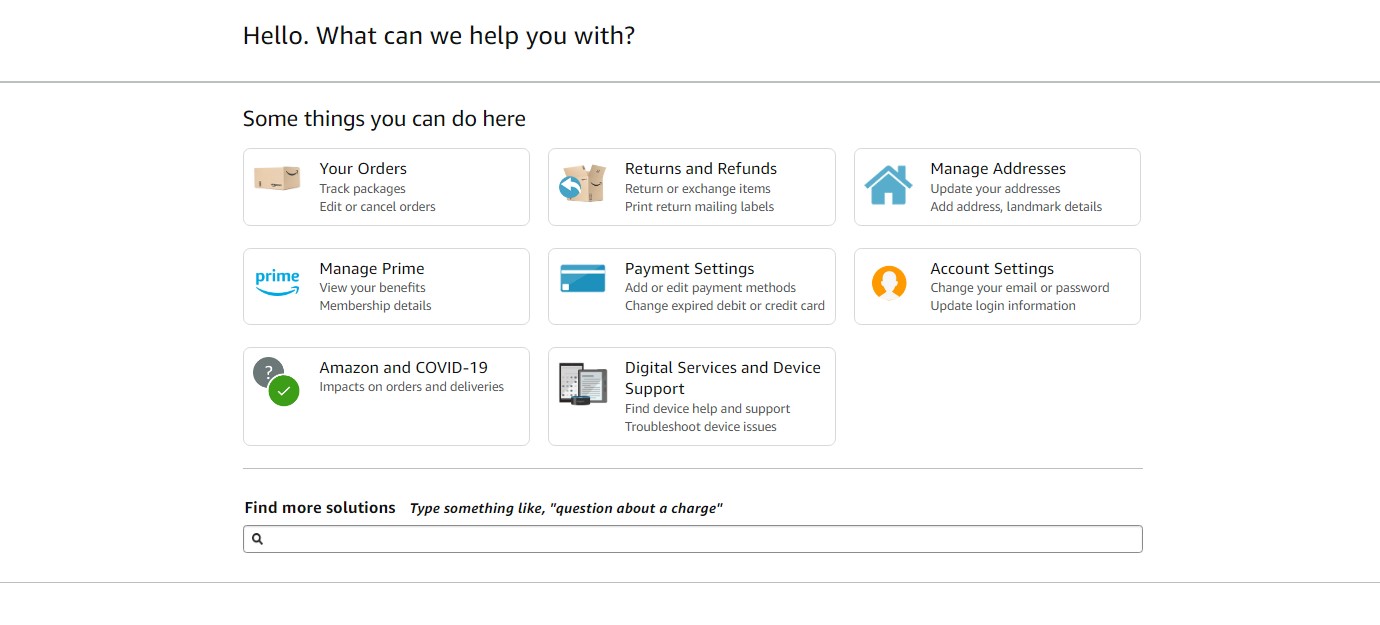 Hello. What can we help you with?
Some things you can do here
Your Orders
Track packages
Edit or cancel orders
Returns and Refunds
Return or exchange items
Print return mailing labels
Manage Addresses
Update your addresses
Add address, landmark details
prime
Manage Prime
View your benefits
Membership details
Payment Settings
Add or edit payment methods
Change expired debit or credit card
Account Settings
Change your email or password
Update login information
?
Amazon and COVID-19
Impacts on orders and deliveries
Digital Services and Device
Support
Find device help and support
Troubleshoot device issues
Find more solutions Type something like, "question about a charge"